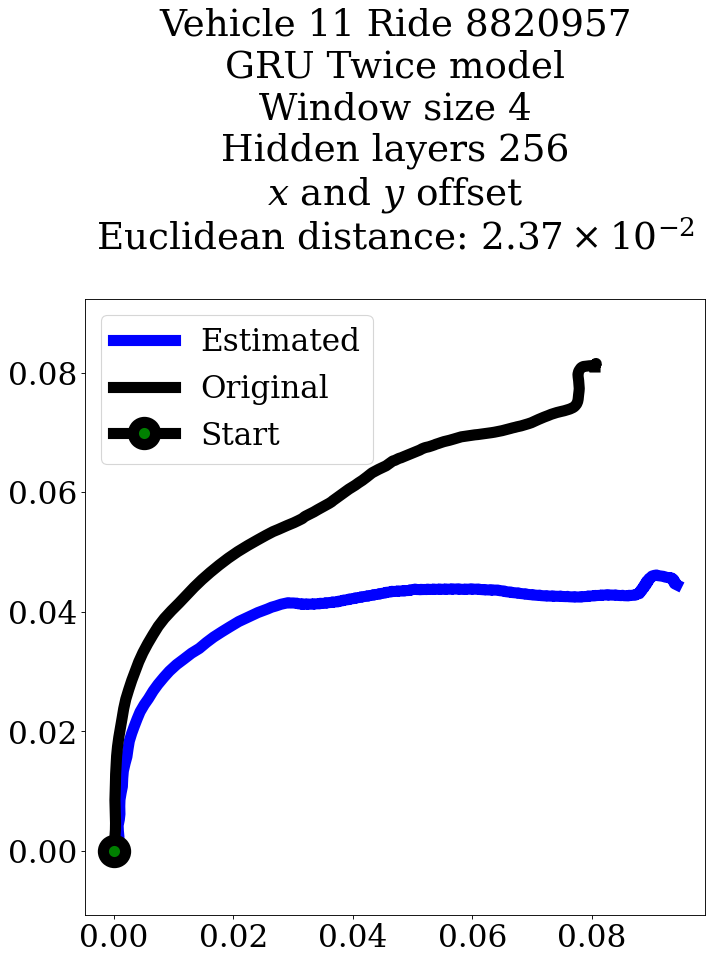 Vehicle 11 Ride 8820957
GRU Twice model
Window size 4
Hidden layers 256
x and y offset
Euclidean distance: 2.37 × 10⁻²
Estimated
Original
Start
0.08
0.06
0.04
0.02
0.00
0.00 0.02 0.04 0.06 0.08